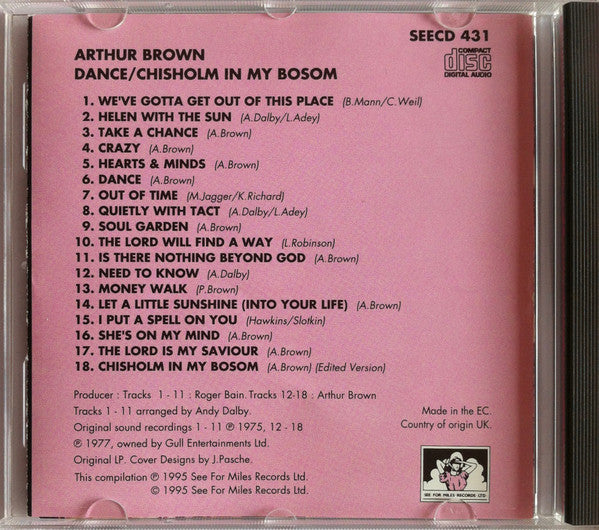 SEECD 431
ARTHUR BROWN
DANCE/CHISHOLM IN MY BOSOM
COMPACT
disc
DIGITAL AUDIO
1. WE'VE GOTTA GET OUT OF THIS PLACE (B.Mann/C.Weil)
2. HELEN WITH THE SUN (A.Dalby/L.Adey)
3. TAKE A CHANCE (A.Brown)
4. CRAZY (A.Brown)
5. HEARTS & MINDS (A.Brown)
6. DANCE (A.Brown)
7. OUT OF TIME (M.Jagger/K.Richard)
8. QUIETLY WITH TACT (A.Dalby/L.Adey)
9. SOUL GARDEN (A.Brown)
10. THE LORD WILL FIND A WAY (L.Robinson)
11. IS THERE NOTHING BEYOND GOD (A.Brown)
12. NEED TO KNOW (A.Dalby)
13. MONEY WALK (P.Brown)
14. LET A LITTLE SUNSHINE (INTO YOUR LIFE) (A.Brown)
15. I PUT A SPELL ON YOU (Hawkins/Slotkin)
16. SHE'S ON MY MIND (A.Brown)
17. THE LORD IS MY SAVIOUR (A.Brown)
18. CHISHOLM IN MY BOSOM (A.Brown) (Edited Version)
Producer : Tracks 1 - 11 : Roger Bain. Tracks 12-18 : Arthur Brown
Tracks 1 - 11 arranged by Andy Dalby.
Original sound recordings 1 - 11 ℗ 1975, 12 - 18
℗ 1977, owned by Gull Entertainments Ltd.
Original LP. Cover Designs by J.Pasche.
This compilation ℗ 1995 See For Miles Records Ltd.
© 1995 See For Miles Records Ltd.
Made in the EC.
Country of origin UK.
SEE FOR MILES RECORDS LTD